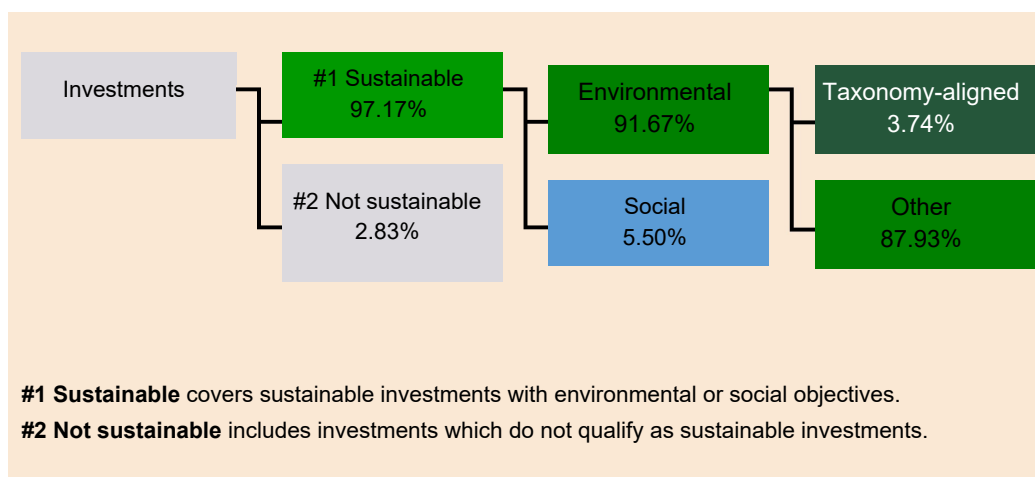 Investments
#1 Sustainable
97.17%
#2 Not sustainable
2.83%
Environmental
91.67%
Social
5.50%
Taxonomy-aligned
3.74%
Other
87.93%
#1 Sustainable covers sustainable investments with environmental or social objectives.
#2 Not sustainable includes investments which do not qualify as sustainable investments.